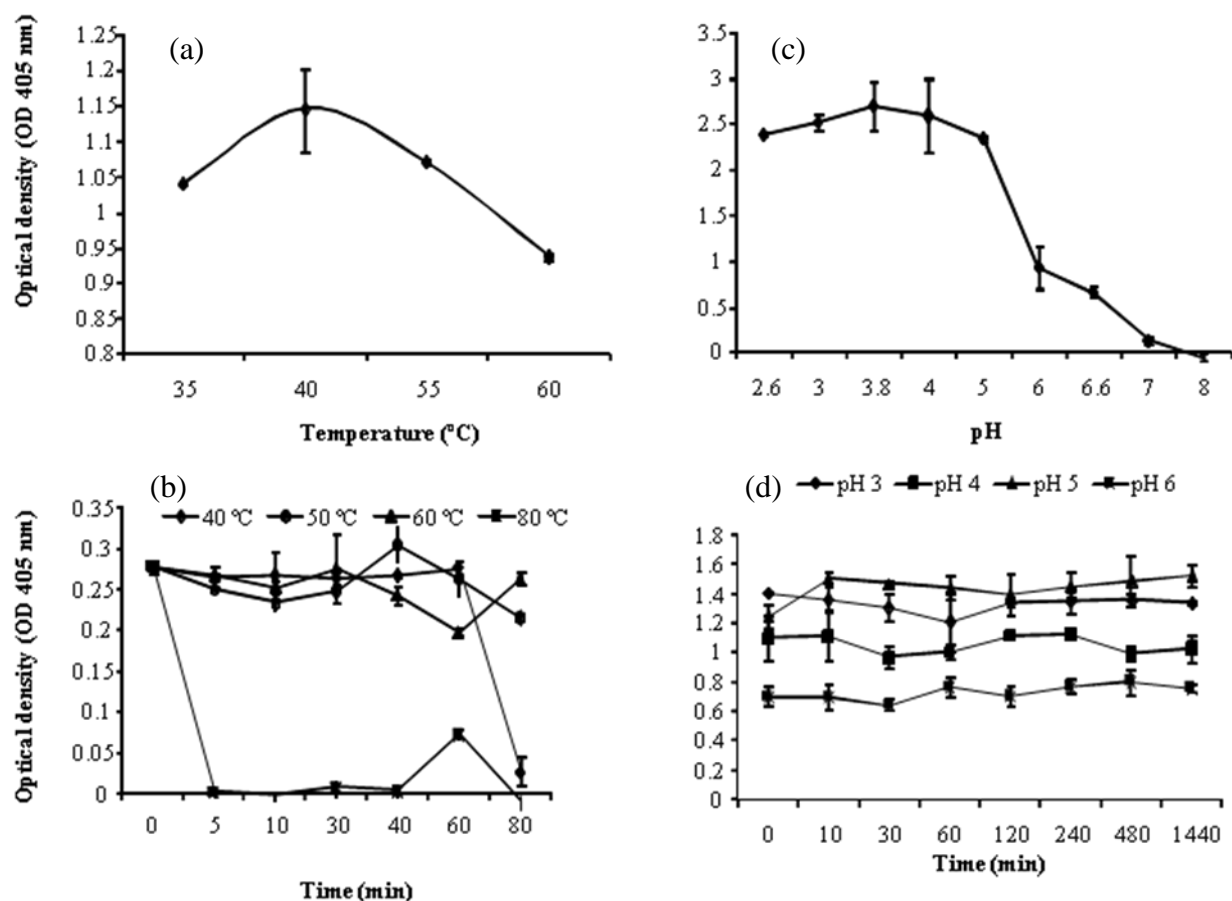 (a)
Optical density (OD 405 nm)
1.25
1.2
1.15
1.1
1.05
1
0.95
0.9
0.85
0.8
35 40 55 60
Temperature (°C)
(c)
3.5
3
2.5
2
1.5
1
0.5
0
2.6 3 3.8 4 5 6 6.6 7 8
pH
(b)
Optical density (OD 405 nm)
40 °C 50 °C 60 °C 80 °C
0.35
0.3
0.25
0.2
0.15
0.1
0.05
0
0 5 10 30 40 60 80
Time (min)
(d)
pH 3 pH 4 pH 5 pH 6
1.8
1.6
1.4
1.2
1
0.8
0.6
0.4
0.2
0
0 10 30 60 120 240 480 1440
Time (min)